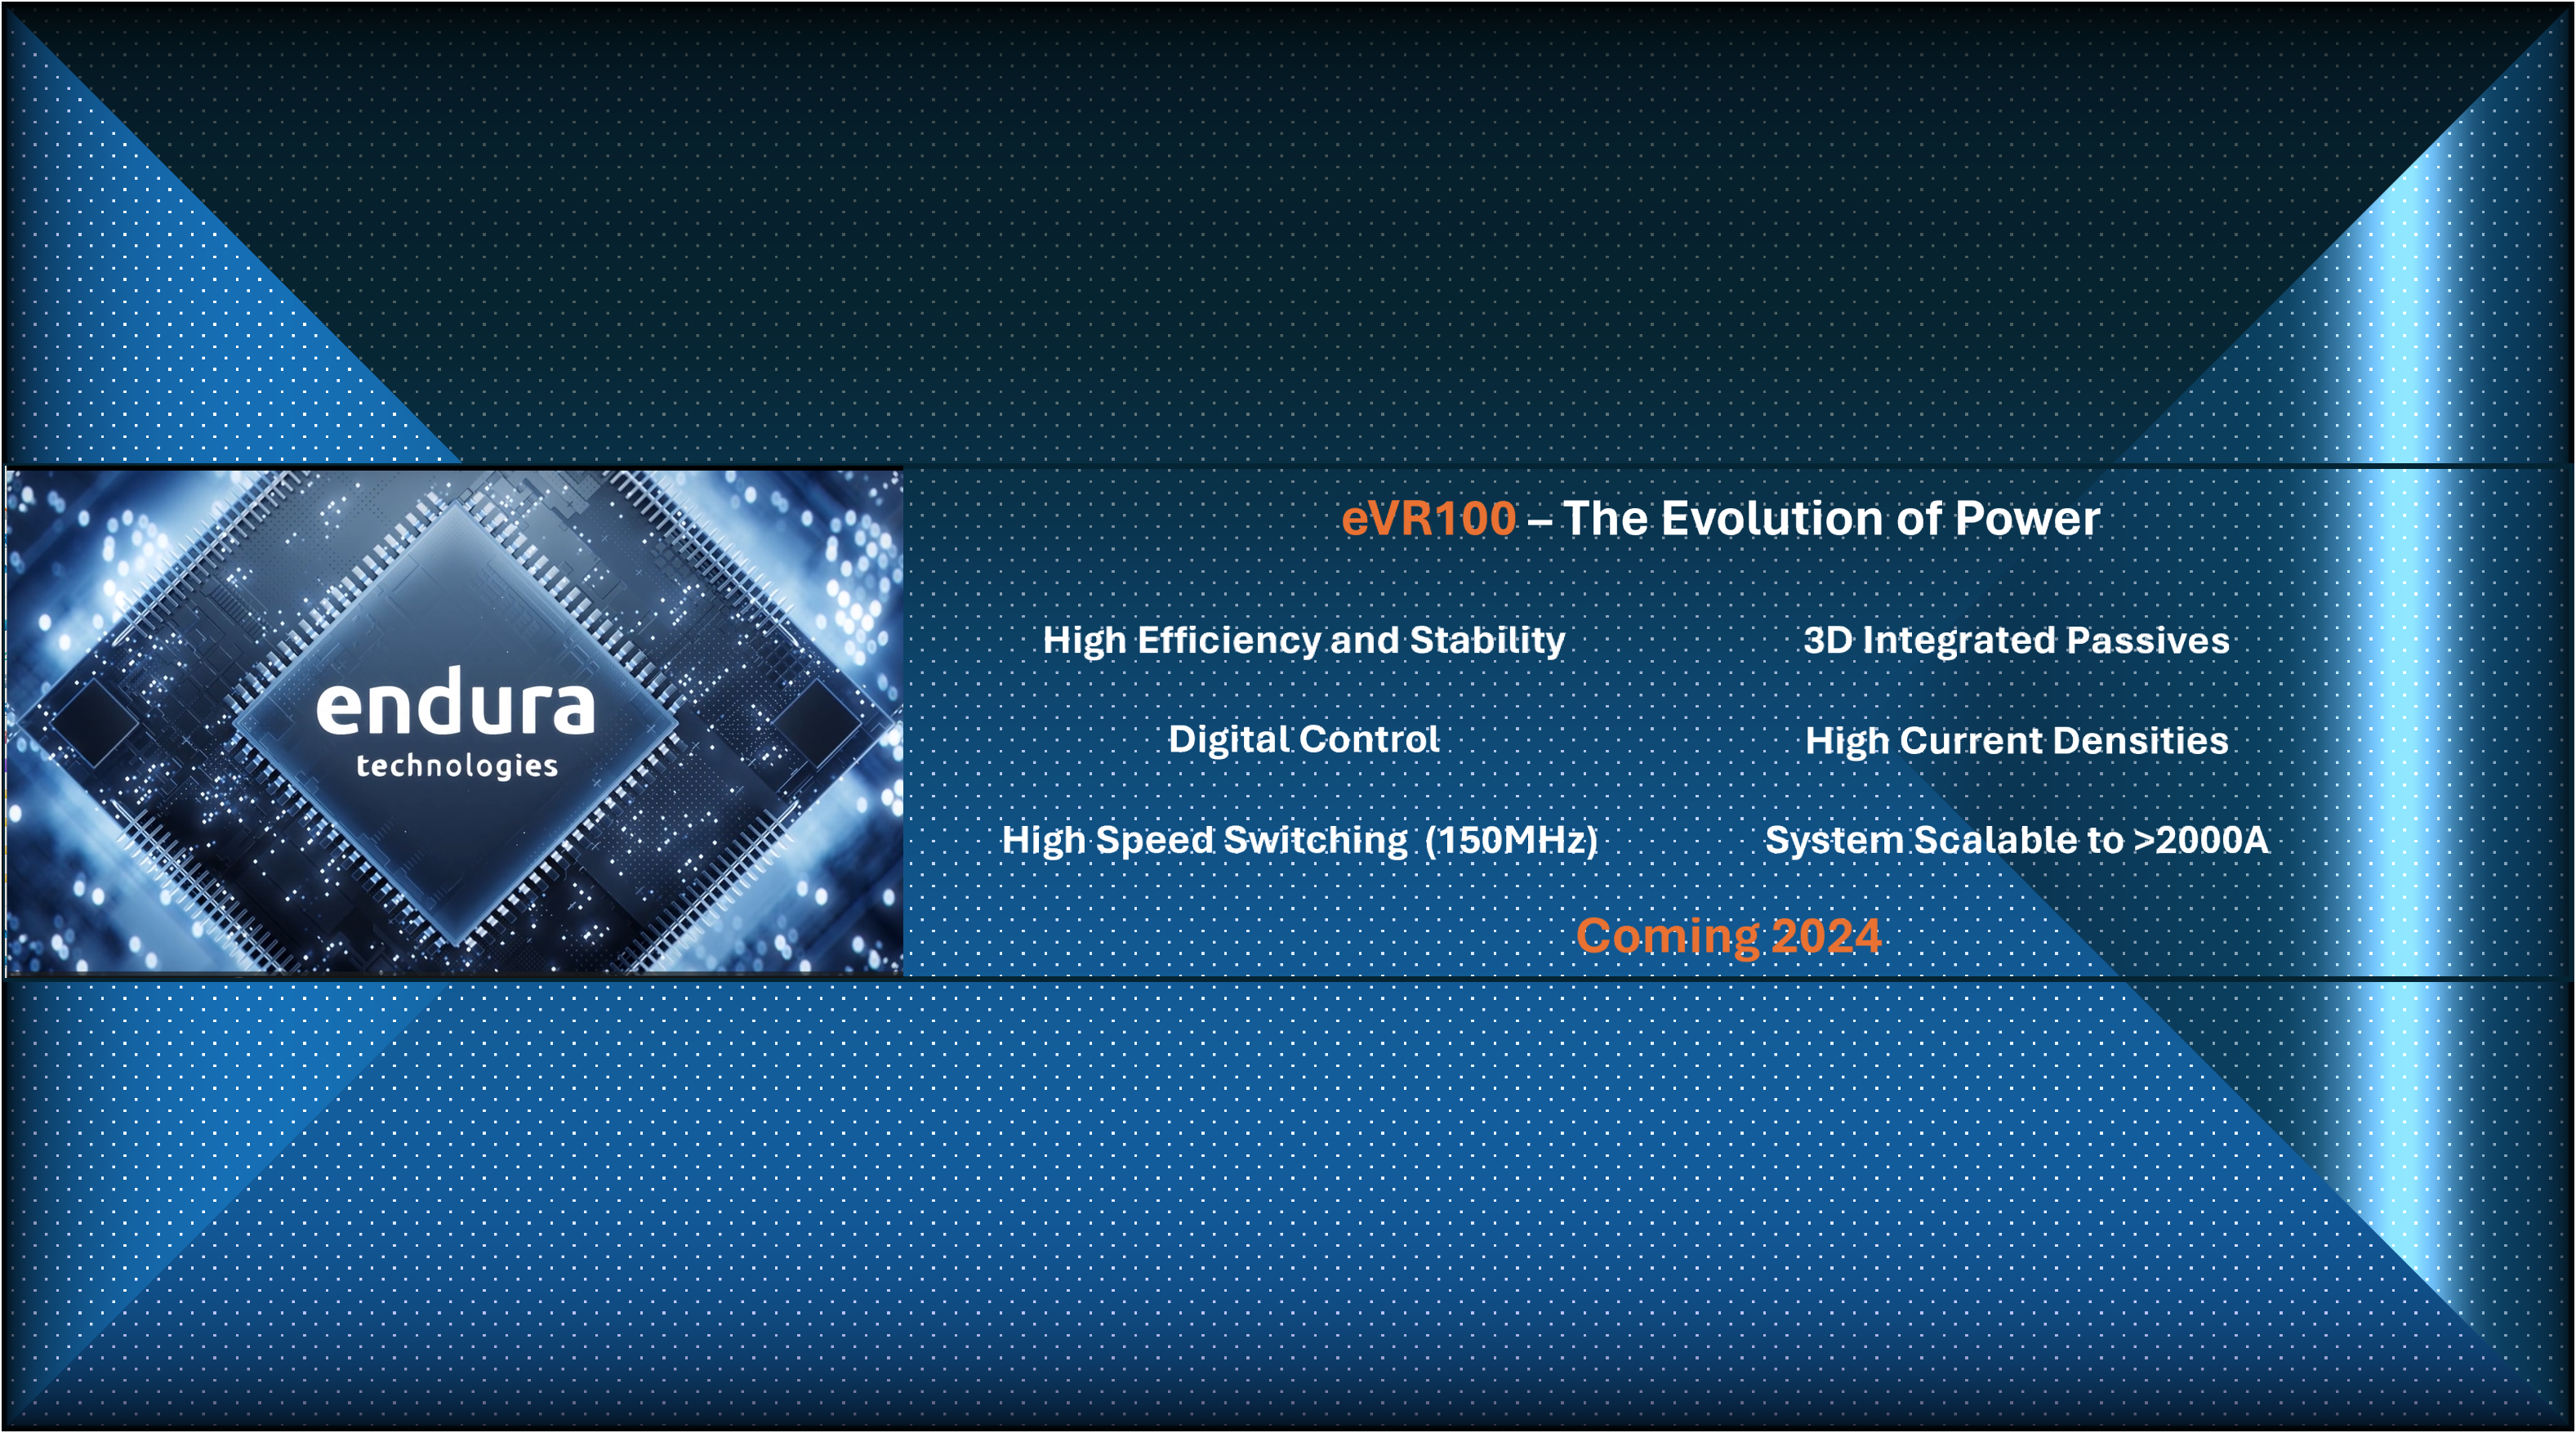 endura
technologies
eVR100 – The Evolution of Power
High Efficiency and Stability
3D Integrated Passives
Digital Control
High Current Densities
High Speed Switching (150MHz)
System Scalable to >2000A
Coming 2024